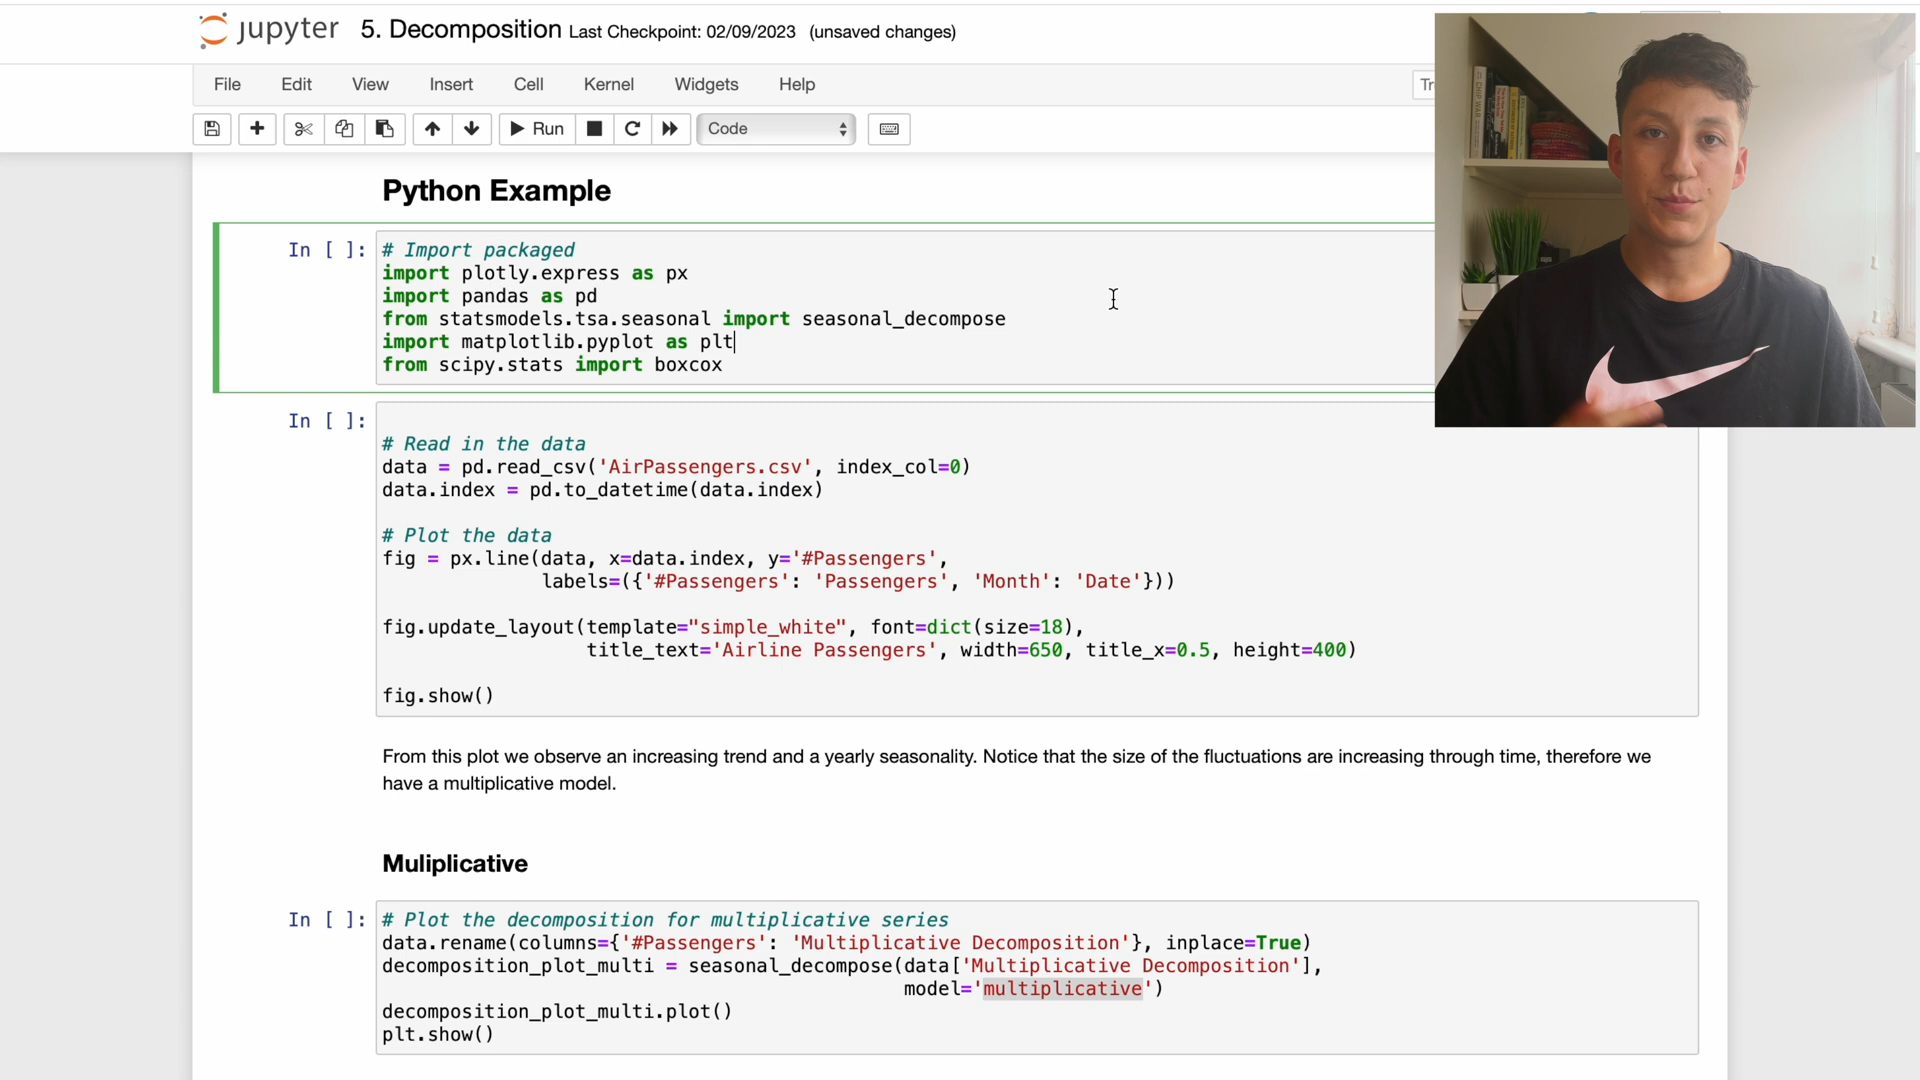 jupyter 5. Decomposition Last Checkpoint: 02/09/2023 (unsaved changes)
File Edit View Insert Cell Kernel Widgets Help
Run Code
Python Example
In [ ]: # Import packaged
import plotly.express as px
import pandas as pd
from statsmodels.tsa.seasonal import seasonal_decompose
import matplotlib.pyplot as plt
from scipy.stats import boxcox
In [ ]:
# Read in the data
data = pd.read_csv('AirPassengers.csv', index_col=0)
data.index = pd.to_datetime(data.index)
# Plot the data
fig = px.line(data, x=data.index, y='#Passengers',
labels=({'#Passengers': 'Passengers', 'Month': 'Date'}))
fig.update_layout(template="simple_white", font=dict(size=18),
title_text='Airline Passengers', width=650, title_x=0.5, height=400)
fig.show()
From this plot we observe an increasing trend and a yearly seasonality. Notice that the size of the fluctuations are increasing through time, therefore we
have a multiplicative model.
Muliplicative
In [ ]: # Plot the decomposition for multiplicative series
data.rename(columns={'#Passengers': 'Multiplicative Decomposition'}, inplace=True)
decomposition_plot_multi = seasonal_decompose(data['Multiplicative Decomposition'],
model='multiplicative')
decomposition_plot_multi.plot()
plt.show()
CHIP WAR